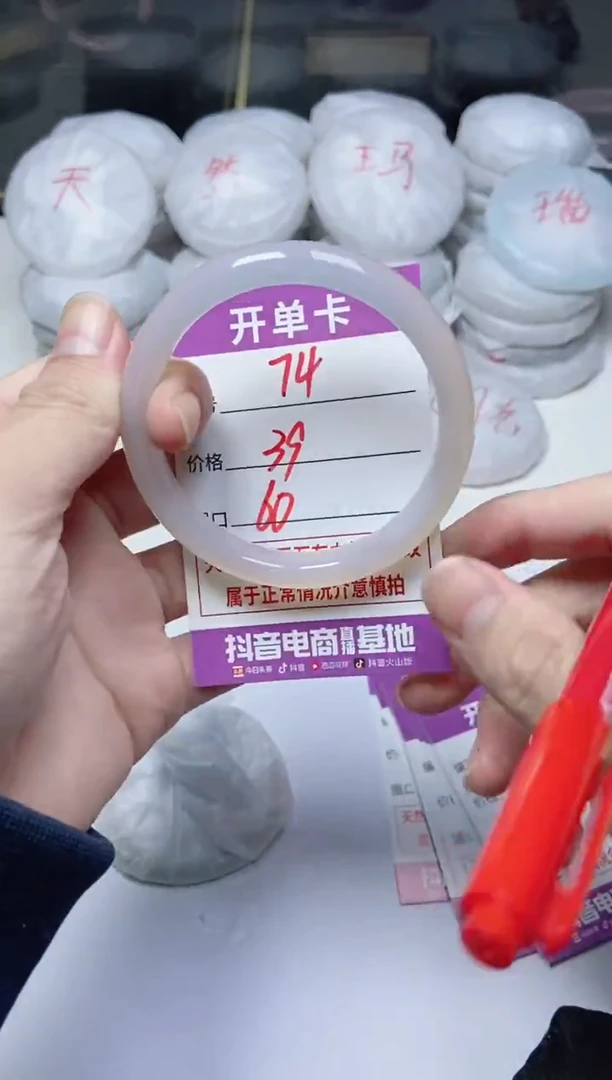 天 然 玛 瑙
开单卡
号 74
价格 39
口 60
属于正常情况介意慎拍
抖音电商直播基地
今日头条 抖音 西瓜视频 抖音火山版